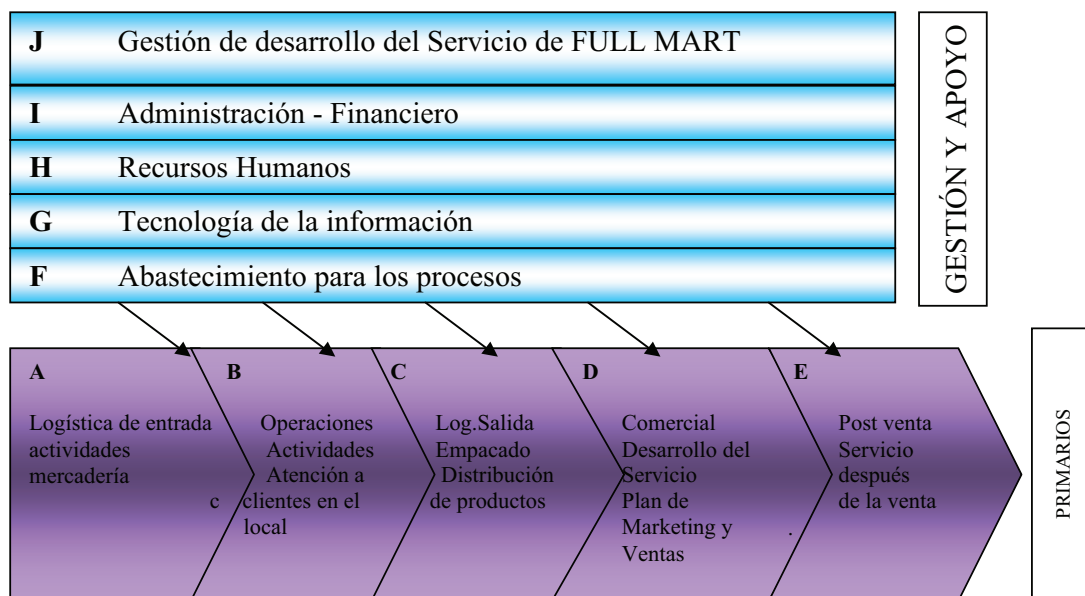 J Gestión de desarrollo del Servicio de FULL MART
I Administración - Financiero
H Recursos Humanos
G Tecnología de la información
F Abastecimiento para los procesos
GESTIÓN Y APOYO
A
Logística de entrada
actividades
mercadería
B
Operaciones
Actividades
Atención a
c clientes en el
local
C
Log.Salida
Empacado
Distribución
de productos
D
Comercial
Desarrollo del
Servicio
Plan de
Marketing y
Ventas
E
Post venta
Servicio
después
de la venta
.
PRIMARIOS